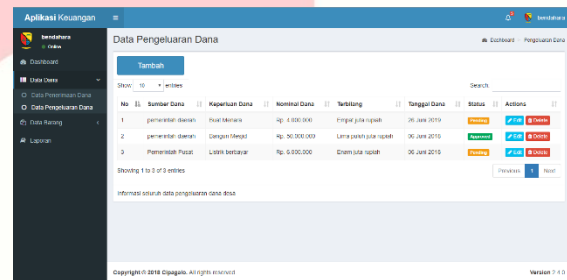 Aplikasi Keuangan
bendahara
bendahara
Online
Data Pengeluaran Dana
Dashboard Pengeluaran Dana
Dashboard
Data Dana
Data Penerimaan Dana
Data Pengeluaran Dana
Data Barang
Laporan
Tambah
Show 10 entries
Search:
No Sumber Dana Keperluan Dana Nominal Dana Terbilang Tanggal Dana Status Actions
1 pemerintah daerah Buat Menara Rp. 4.000.000 Empat juta rupiah 26 Juni 2019 Pending Edit Delete
2 pemerintah daerah Bangun Mesjid Rp. 50.000.000 Lima puluh juta rupiah 06 Juni 2019 Approved Edit Delete
3 Pemerintah Pusat Listrik berbayar Rp. 6.000.000 Enam juta rupiah 06 Juni 2019 Pending Edit Delete
Showing 1 to 3 of 3 entries
Previous 1 Next
Informasi seluruh data pengeluaran dana desa
Copyright © 2018 Cipagalo. All rights reserved.
Version 2.4.0